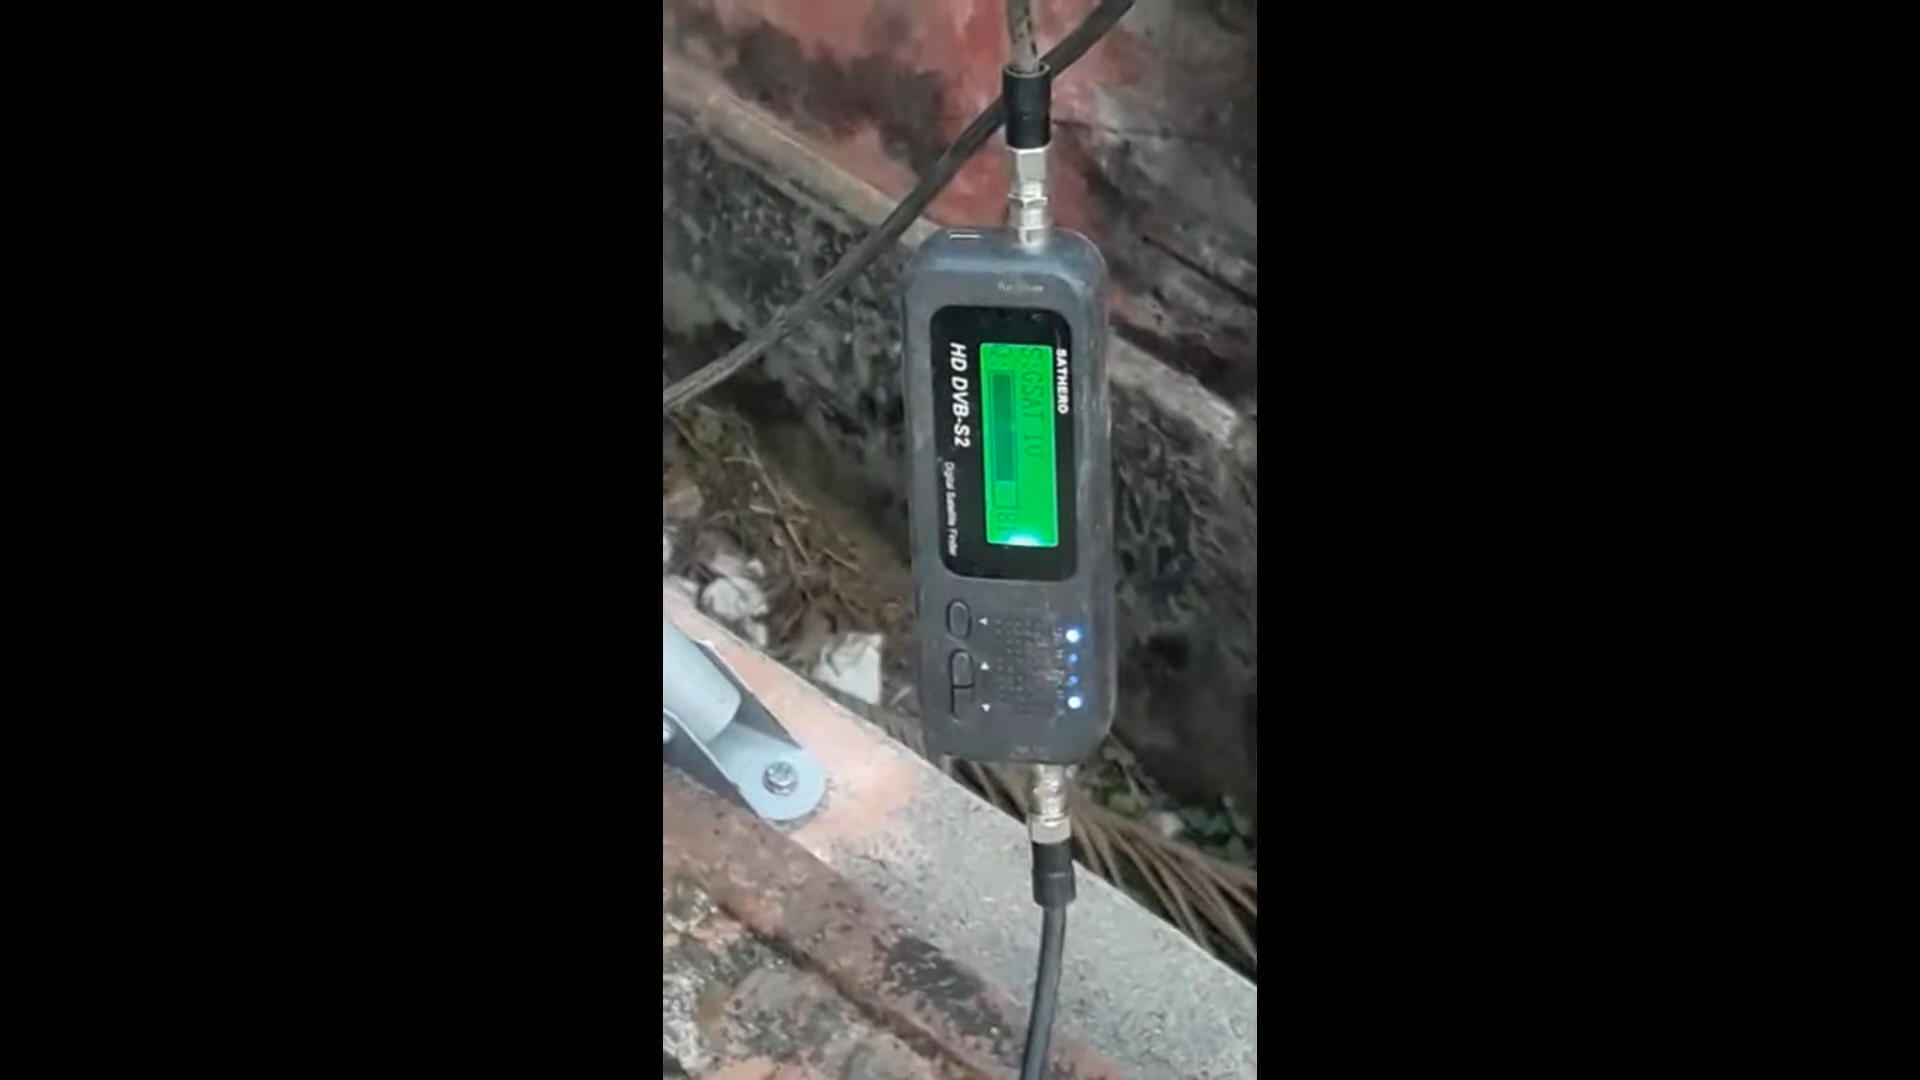 SATHERO
S:GSAT 10
Q:
HD DVB-S2
Digital Satellite Finder